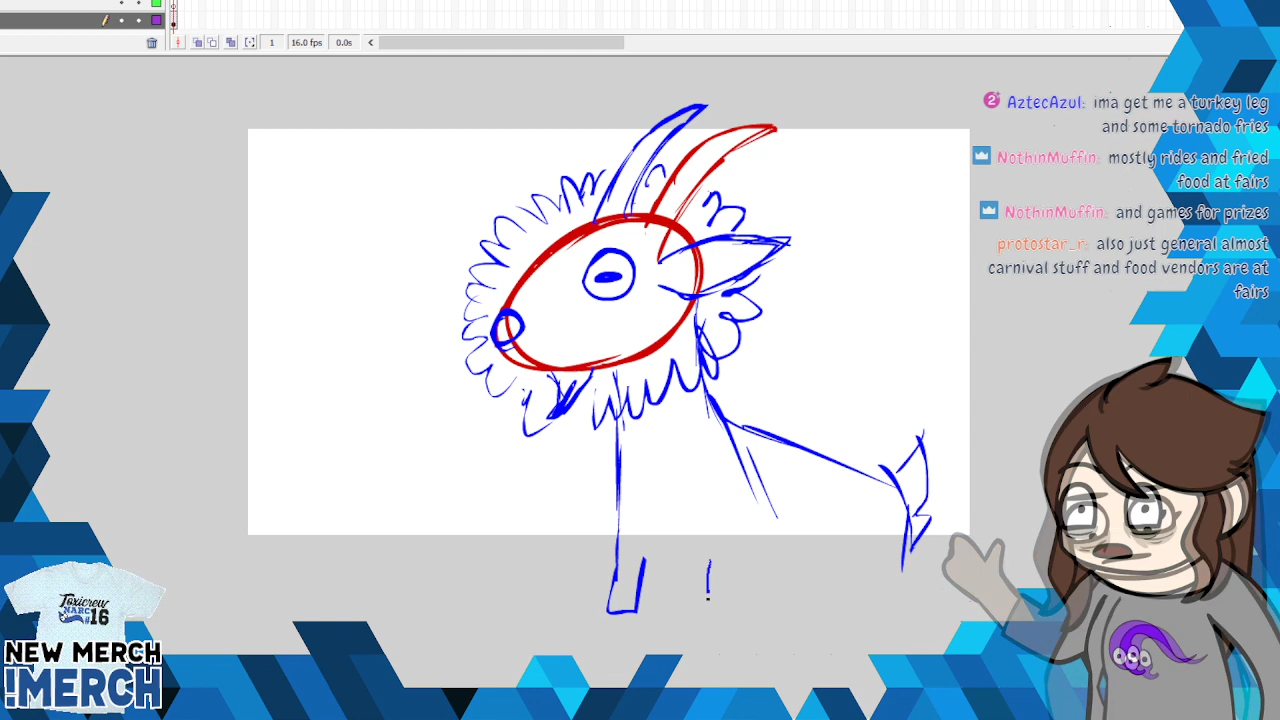 1 16.0 fps 0.0s
AztecAzul: ima get me a turkey leg
and some tornado fries
NothinMuffin: mostly rides and fried
food at fairs
NothinMuffin: and games for prizes
protostar_r: also just general almost
carnival stuff and food vendors are at
fairs
Toxicrew
NARC
#16
NEW MERCH
!MERCH